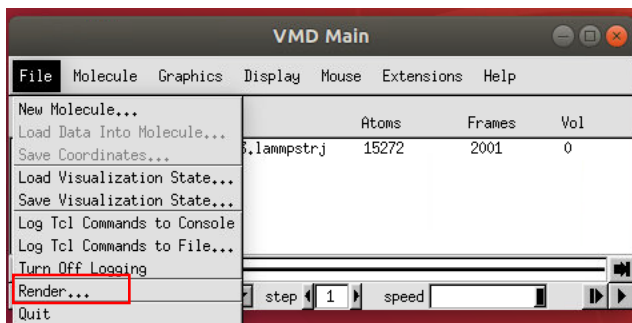 VMD Main
File Molecule Graphics Display Mouse Extensions Help
New Molecule...
Load Data Into Molecule...
Save Coordinates...
Load Visualization State...
Save Visualization State...
Log Tcl Commands to Console
Log Tcl Commands to File...
Turn Off Logging
Render...
Quit
Atoms Frames Vol
.lammpstrj 15272 2001 0
step 1 speed